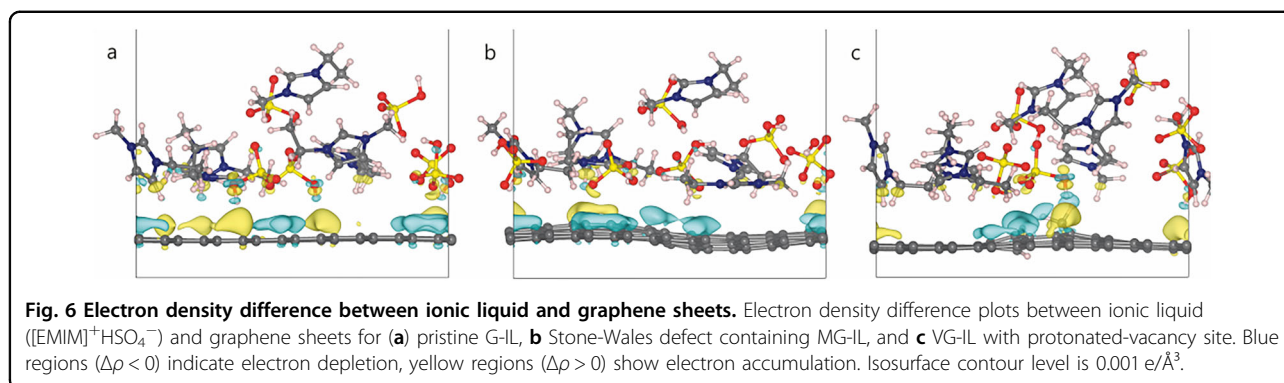 a
b
c
Fig. 6 Electron density difference between ionic liquid and graphene sheets. Electron density difference plots between ionic liquid
([EMIM]⁺HSO₄⁻) and graphene sheets for (a) pristine G-IL, b Stone-Wales defect containing MG-IL, and c VG-IL with protonated-vacancy site. Blue
regions (Δρ < 0) indicate electron depletion, yellow regions (Δρ > 0) show electron accumulation. Isosurface contour level is 0.001 e/Å³.